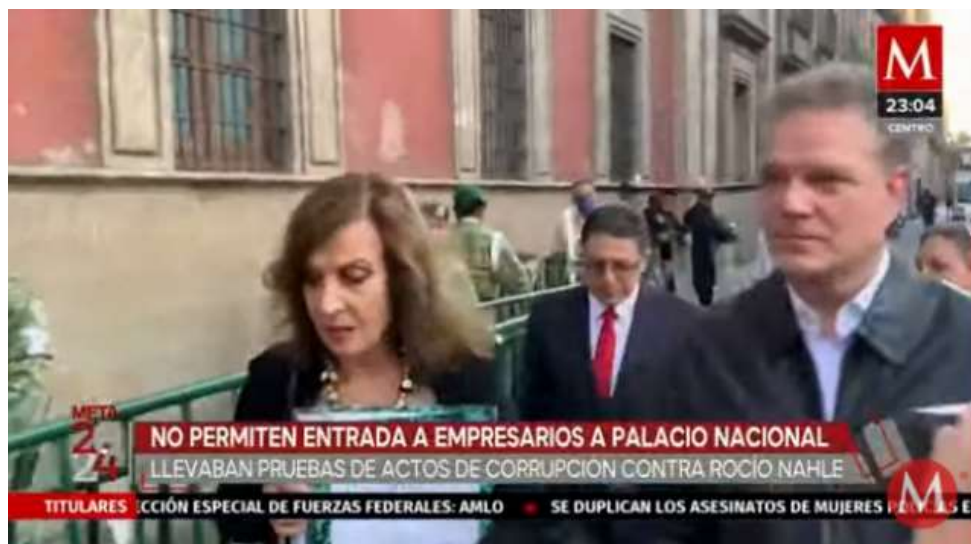 M
23:04
CENTRO
META
2.
24
NO PERMITEN ENTRADA A EMPRESARIOS A PALACIO NACIONAL
LLEVABAN PRUEBAS DE ACTOS DE CORRUPCIÓN CONTRA ROCÍO NAHLE
M
TITULARES ECCIÓN ESPECIAL DE FUERZAS FEDERALES: AMLO SE DUPLICAN LOS ASESINATOS DE MUJERES